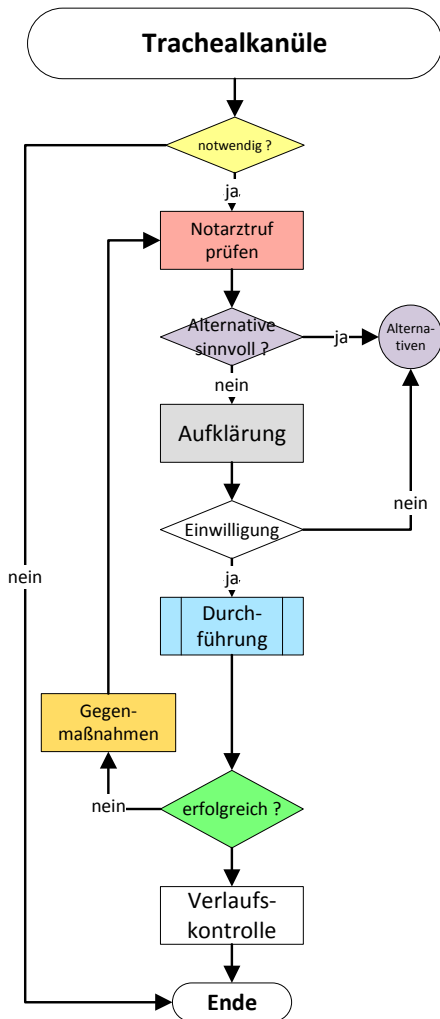 Trachealkanüle
notwendig ?
ja
Notarztruf
prüfen
Alternative
sinnvoll ?
ja
Alterna-
tiven
nein
Aufklärung
nein
Einwilligung
nein
ja
Durch-
führung
Gegen-
maßnahmen
nein
erfolgreich ?
Verlaufs-
kontrolle
Ende